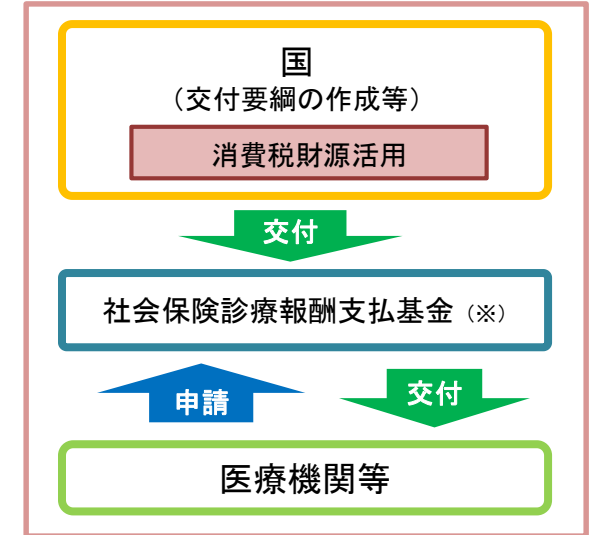 国
（交付要綱の作成等）
消費税財源活用
交付
社会保険診療報酬支払基金（※）
申請
交付
医療機関等